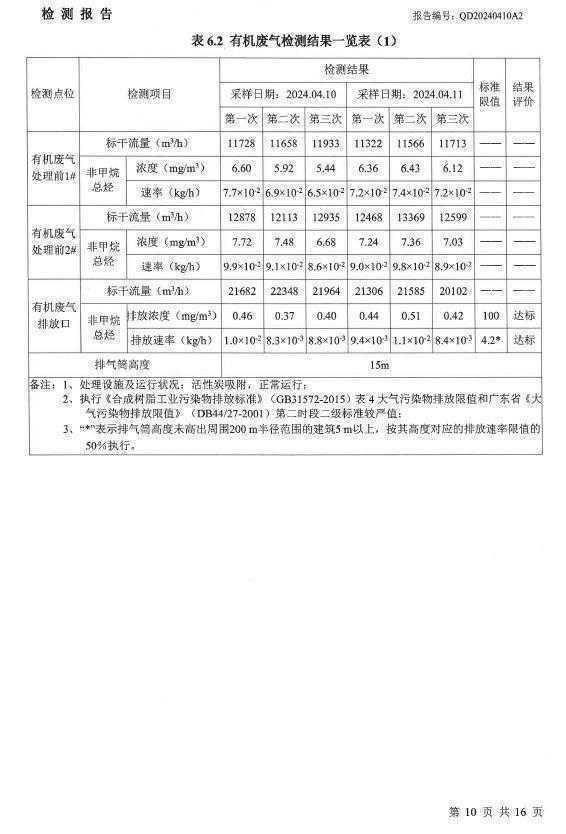 检测报告
报告编号：QD20240410A2
表 6.2 有机废气检测结果一览表（1）
检测点位 检测项目 检测结果 标准限值 结果评价
采样日期：2024.04.10 采样日期：2024.04.11
第一次 第二次 第三次 第一次 第二次 第三次
有机废气处理前1# 标干流量（m³/h） 11728 11658 11933 11322 11566 11713 —— ——
非甲烷总烃 浓度（mg/m³） 6.60 5.92 5.44 6.36 6.43 6.12 —— ——
速率（kg/h） 7.7×10⁻² 6.9×10⁻² 6.5×10⁻² 7.2×10⁻² 7.4×10⁻² 7.2×10⁻² —— ——
有机废气处理前2# 标干流量（m³/h） 12878 12113 12935 12468 13369 12599 —— ——
非甲烷总烃 浓度（mg/m³） 7.72 7.48 6.68 7.24 7.36 7.03 —— ——
速率（kg/h） 9.9×10⁻² 9.1×10⁻² 8.6×10⁻² 9.0×10⁻² 9.8×10⁻² 8.9×10⁻² —— ——
有机废气排放口 标干流量（m³/h） 21682 22348 21964 21306 21585 20102 —— ——
非甲烷总烃 排放浓度（mg/m³） 0.46 0.37 0.40 0.44 0.51 0.42 100 达标
排放速率（kg/h） 1.0×10⁻² 8.3×10⁻³ 8.8×10⁻³ 9.4×10⁻³ 1.1×10⁻² 8.4×10⁻³ 4.2* 达标
排气筒高度 15m
备注：1、处理设施及运行状况：活性炭吸附，正常运行；
2、执行《合成树脂工业污染物排放标准》（GB31572-2015）表 4 大气污染物排放限值和广东省《大
气污染物排放限值》（DB44/27-2001）第二时段二级标准较严值；
3、“*”表示排气筒高度未高出周围200 m半径范围的建筑5 m以上，按其高度对应的排放速率限值的
50%执行。
第 10 页 共 16 页